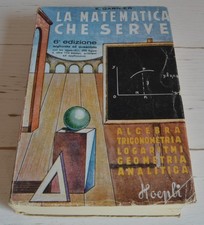 LA MATEMATICA
CHE SERVE
6ª edizione
ALGEBRA
TRIGONOMETRIA
LOGARITMI
GEOMETRIA
ANALITICA
Hoepli